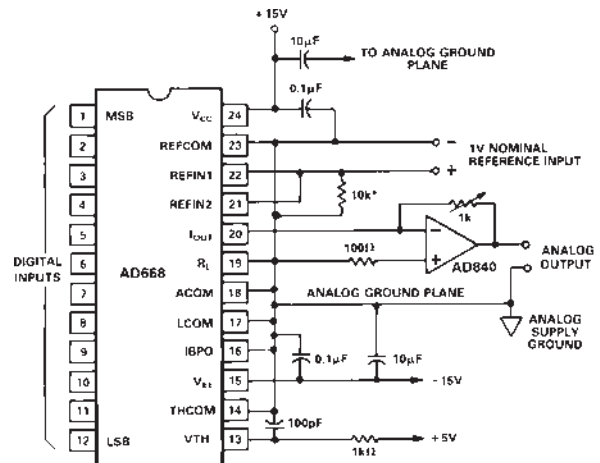 +15V
10µF
TO ANALOG GROUND
PLANE
0.1µF
1 MSB
2
3
4
5
6
7
8
9
10
11
12 LSB
DIGITAL
INPUTS
AD668
VCC 24
REFCOM 23
REFIN1 22
REFIN2 21
IOUT 20
RL 19
ACOM 18
LCOM 17
IBPO 16
VEE 15
THCOM 14
VTH 13
−
1V NOMINAL
REFERENCE INPUT
+
10k*
1k
−
+
AD840
100Ω
ANALOG
OUTPUT
ANALOG GROUND PLANE
ANALOG
SUPPLY
GROUND
0.1µF
10µF
-15V
100pF
1kΩ
+5V